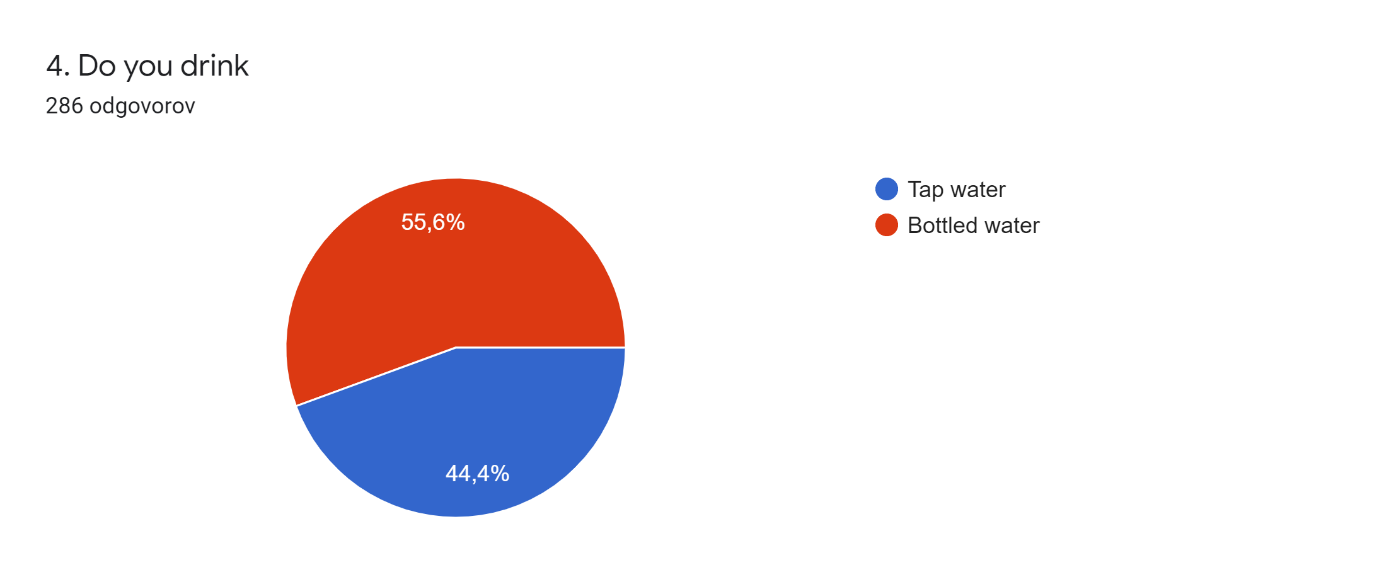 4. Do you drink
286 odgovorov
Tap water
Bottled water
55,6%
44,4%